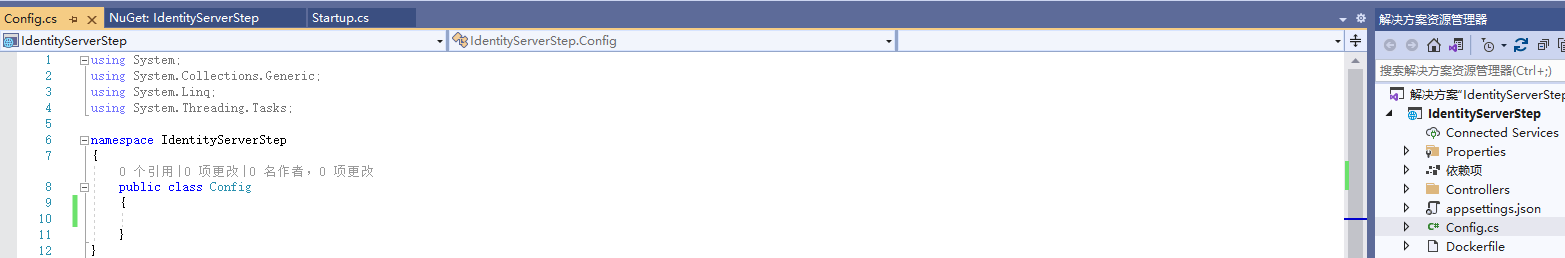 Config.cs NuGet: IdentityServerStep Startup.cs
IdentityServerStep IdentityServerStep.Config
1 using System;
2 using System.Collections.Generic;
3 using System.Linq;
4 using System.Threading.Tasks;
5
6 namespace IdentityServerStep
7 {
0 个引用|0 项更改|0 名作者, 0 项更改
8 public class Config
9 {
10
11 }
12 }
解决方案资源管理器
搜索解决方案资源管理器(Ctrl+;)
解决方案"IdentityServerStep
IdentityServerStep
Connected Services
Properties
依赖项
Controllers
appsettings.json
C# Config.cs
Dockerfile